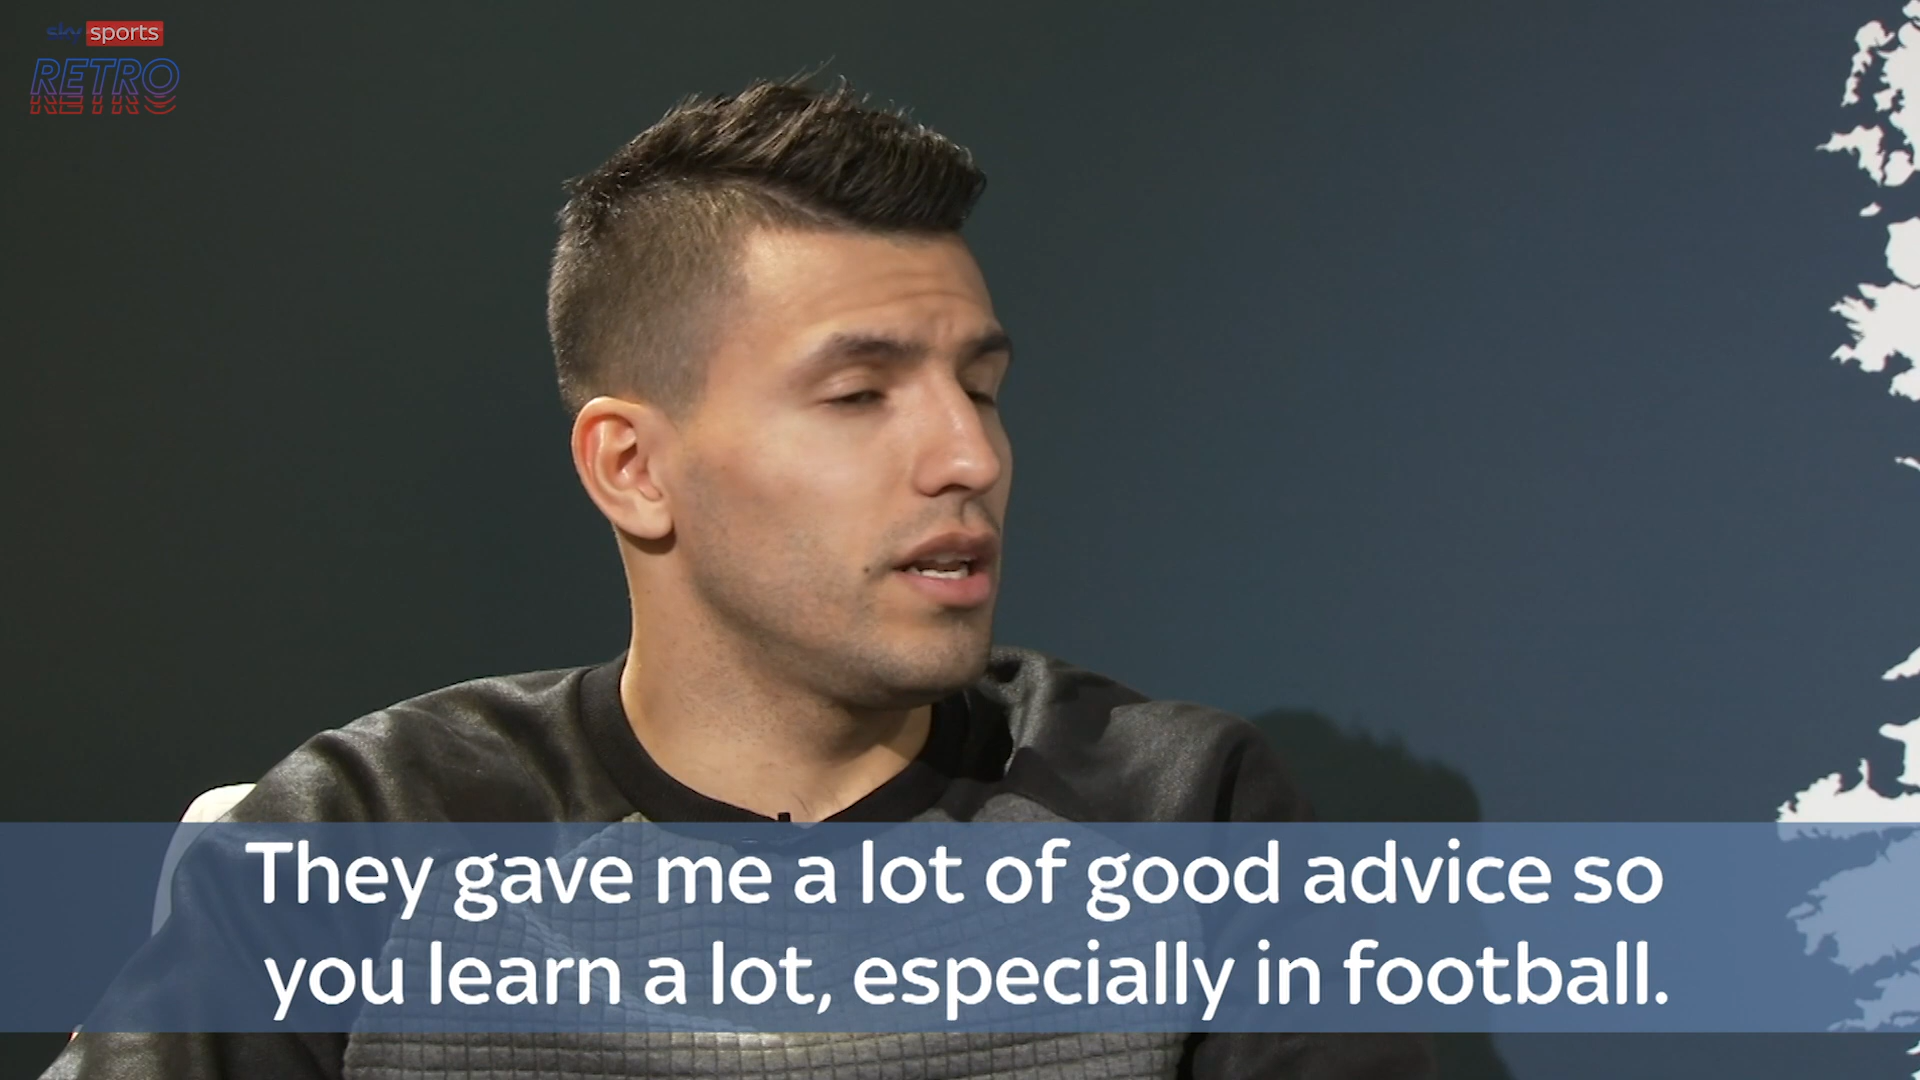 sky sports
RETRO
They gave me a lot of good advice so
you learn a lot, especially in football.